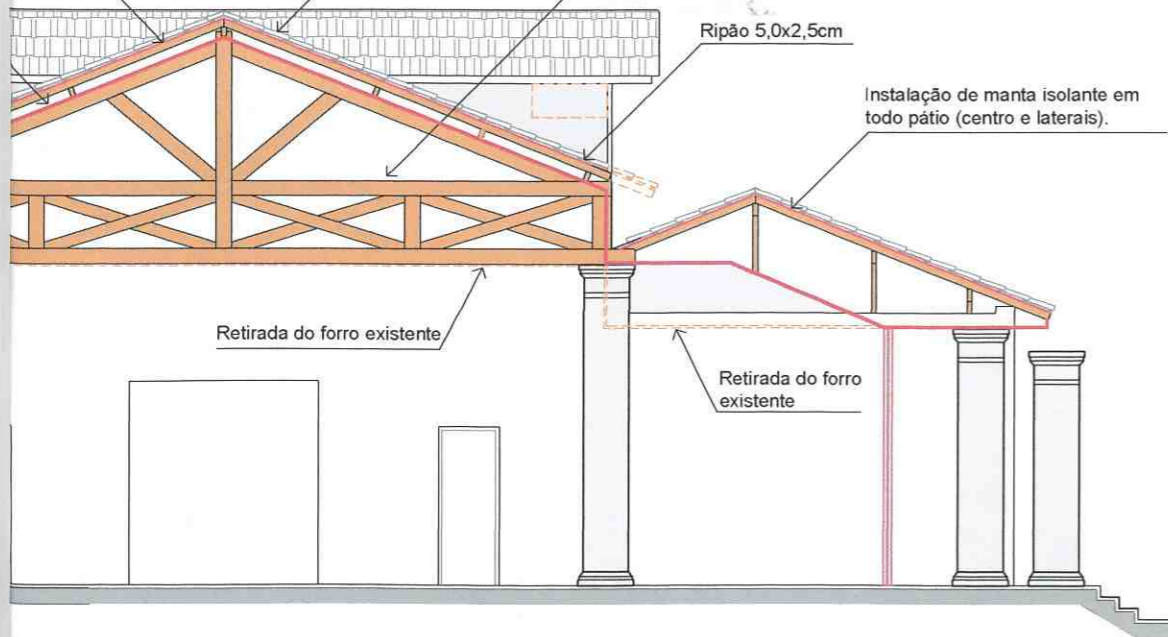 Ripão 5,0x2,5cm
Instalação de manta isolante em
todo pátio (centro e laterais).
Retirada do forro existente
Retirada do forro
existente